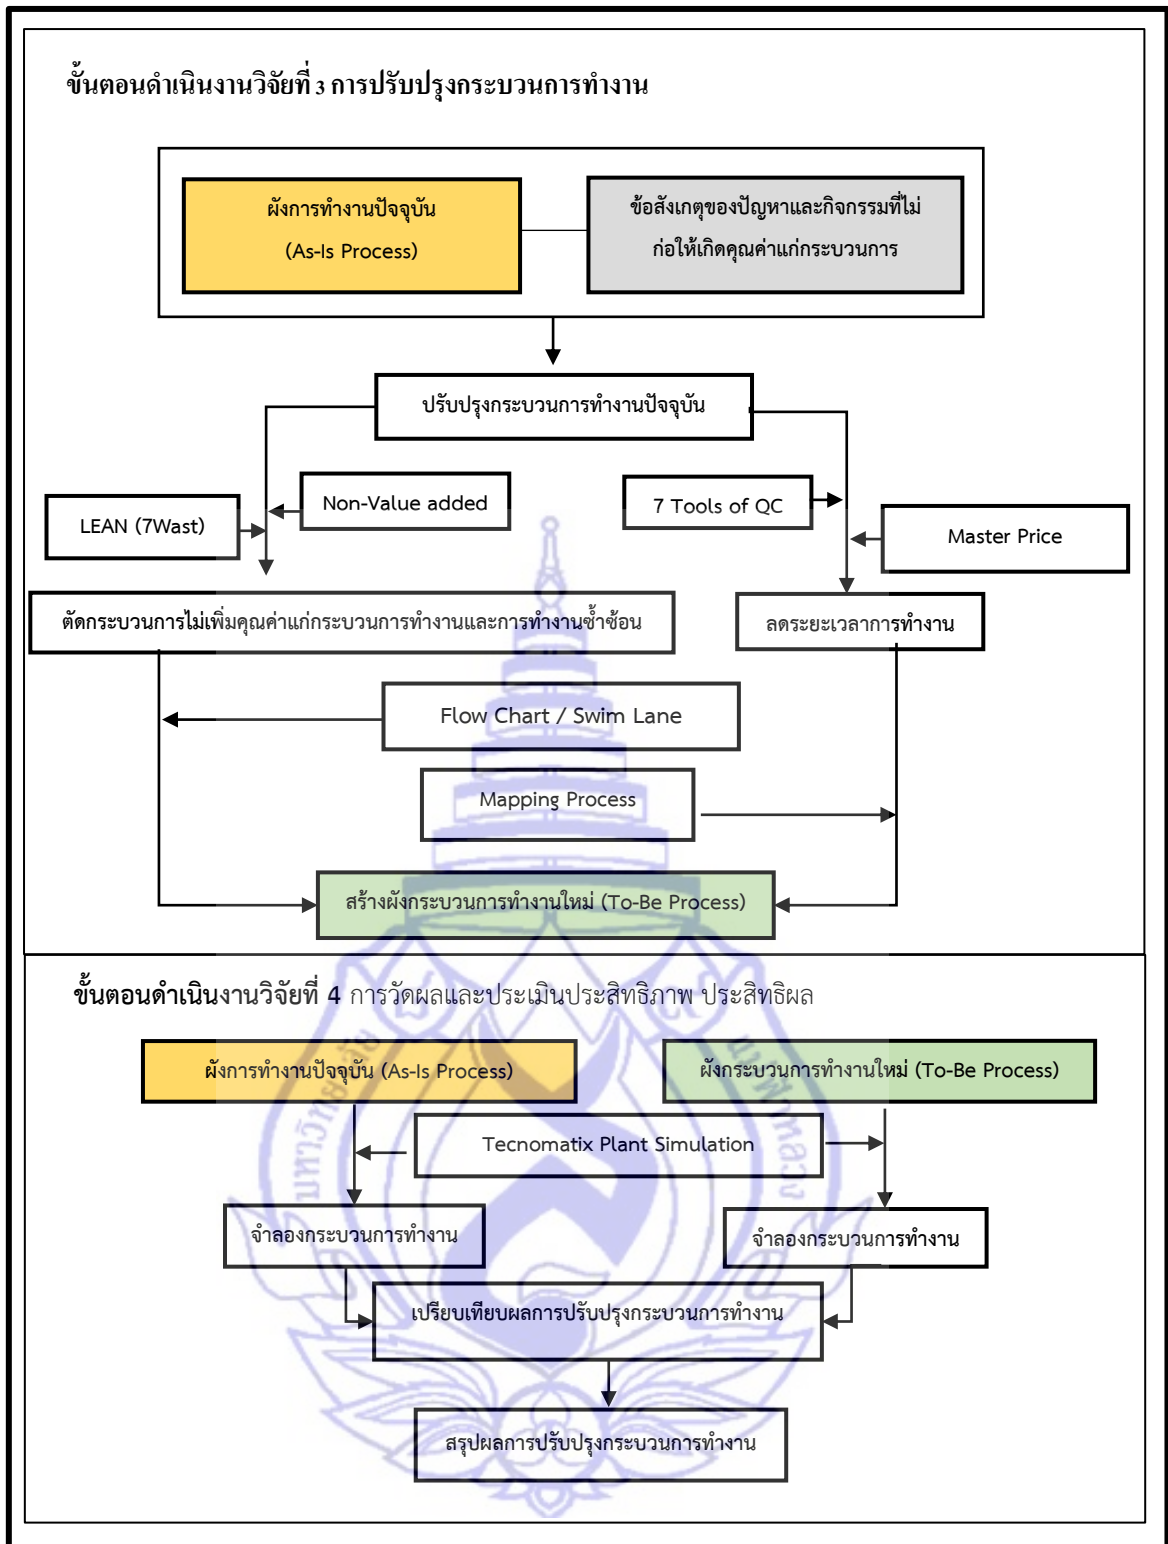 ขั้นตอนดำเนินงานวิจัยที่ 3 การปรับปรุงกระบวนการทำงาน
ผังการทำงานปัจจุบัน
(As-Is Process)
ข้อสังเกตุของปัญหาและกิจกรรมที่ไม่
ก่อให้เกิดคุณค่าแก่กระบวนการ
ปรับปรุงกระบวนการทำงานปัจจุบัน
LEAN (7Wast)
Non-Value added
7 Tools of QC
Master Price
ตัดกระบวนการไม่เพิ่มคุณค่าแก่กระบวนการทำงานและการทำงานซ้ำซ้อน
ลดระยะเวลาการทำงาน
Flow Chart / Swim Lane
Mapping Process
สร้างผังกระบวนการทำงานใหม่ (To-Be Process)
ขั้นตอนดำเนินงานวิจัยที่ 4 การวัดผลและประเมินประสิทธิภาพ ประสิทธิผล
ผังการทำงานปัจจุบัน (As-Is Process)
ผังกระบวนการทำงานใหม่ (To-Be Process)
Tecnomatix Plant Simulation
จำลองกระบวนการทำงาน
จำลองกระบวนการทำงาน
เปรียบเทียบผลการปรับปรุงกระบวนการทำงาน
สรุปผลการปรับปรุงกระบวนการทำงาน
มหาวิทยาลัย
แม่ฟ้าหลวง